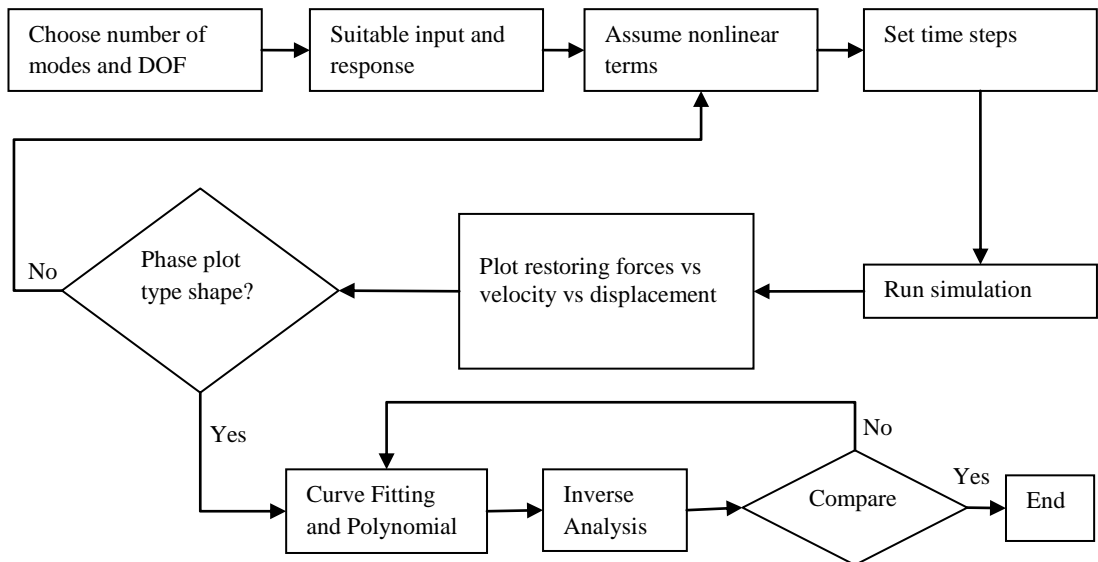 Choose number of
modes and DOF
Suitable input and
response
Assume nonlinear
terms
Set time steps
Run simulation
Plot restoring forces vs
velocity vs displacement
Phase plot
type shape?
No
Yes
Curve Fitting
and Polynomial
Inverse
Analysis
Compare
No
Yes
End